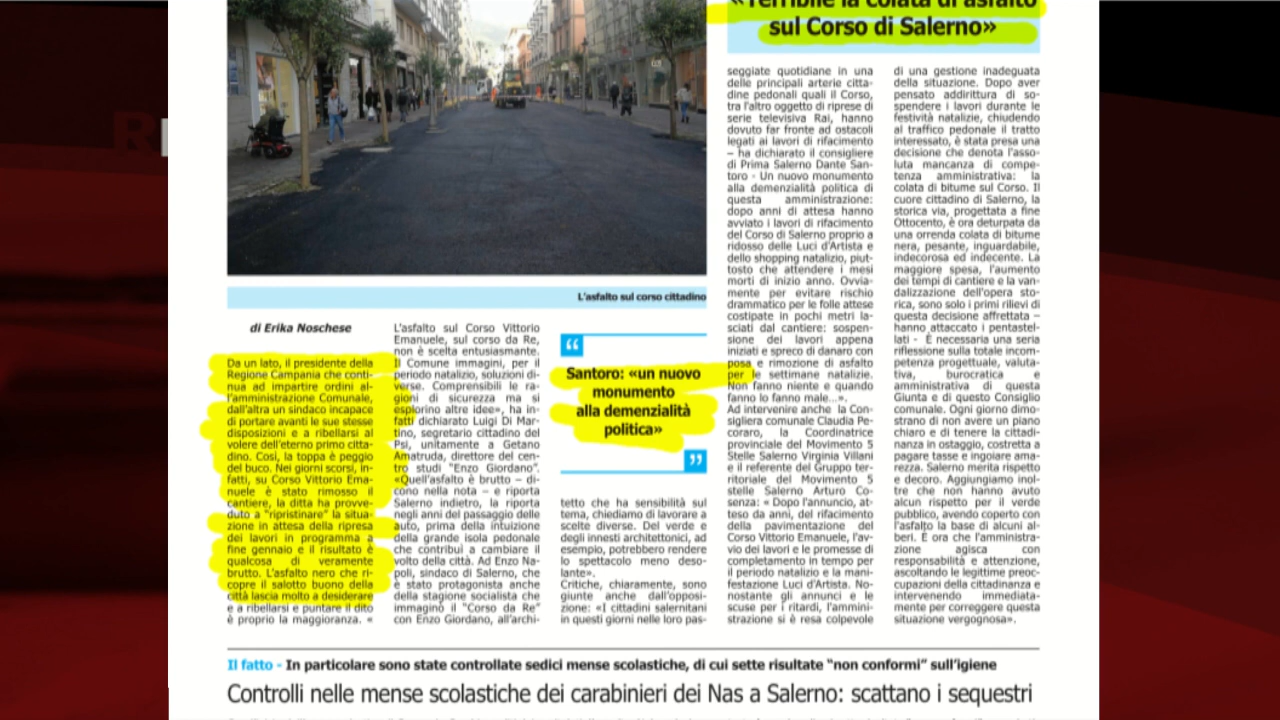 «Terribile la colata di asfalto
sul Corso di Salerno»
L'asfalto sul corso cittadino
di Erika Noschese
Da un lato, il presidente della
Regione Campania che conti-
nua ad impartire ordini al-
l'amministrazione Comunale,
dall'altra un sindaco incapace
di portare avanti le sue stesse
disposizioni e a ribellarsi al
volere dell'eterno primo citta-
dino. Così, la toppa è peggio
del buco. Nei giorni scorsi, in-
fatti, su Corso Vittorio Ema-
nuele è stato rimosso il
cantiere, la ditta ha provve-
duto a "ripristinare" la situa-
zione in attesa della ripresa
dei lavori in programma a
fine gennaio e il risultato è
qualcosa di veramente
brutto. L'asfalto nero che ri-
copre il salotto buono della
città lascia molto a desiderare
e a ribellarsi e puntare il dito
è proprio la maggioranza. «
L'asfalto sul Corso Vittorio
Emanuele, sul corso da Re,
non è scelta entusiasmante.
Il Comune immagini, per il
periodo natalizio, soluzioni di-
verse. Comprensibili le ra-
gioni di sicurezza ma si
esplorino altre idee», ha in-
fatti dichiarato Luigi Di Mar-
tino, segretario cittadino del
Psi, unitamente a Getano
Amatruda, direttore del cen-
tro studi "Enzo Giordano".
«Quell'asfalto è brutto – di-
cono nella nota – e riporta
Salerno indietro, la riporta
negli anni del passaggio delle
auto, prima della intuizione
della grande isola pedonale
che contribuì a cambiare il
volto della città. Ad Enzo Na-
poli, sindaco di Salerno, che
è stato protagonista anche
della stagione socialista che
immaginò il "Corso da Re"
con Enzo Giordano, all'archi-
“
Santoro: «un nuovo
monumento
alla demenzialità
politica»
”
tetto che ha sensibilità sul
tema, chiediamo di lavorare a
scelte diverse. Del verde e
degli innesti architettonici, ad
esempio, potrebbero rendere
lo spettacolo meno deso-
lante».
Critiche, chiaramente, sono
giunte anche dall'opposi-
zione: «I cittadini salernitani
in questi giorni nelle loro pas-
seggiate quotidiane in una
delle principali arterie citta-
dine pedonali quali il Corso,
tra l'altro oggetto di riprese di
serie televisiva Rai, hanno
dovuto far fronte ad ostacoli
legati ai lavori di rifacimento
– ha dichiarato il consigliere
di Prima Salerno Dante San-
toro - Un nuovo monumento
alla demenzialità politica di
questa amministrazione:
dopo anni di attesa hanno
avviato i lavori di rifacimento
del Corso di Salerno proprio a
ridosso delle Luci d'Artista e
dello shopping natalizio, piut-
tosto che attendere i mesi
morti di inizio anno. Ovvia-
mente per evitare rischio
drammatico per le folle attese
costipate in pochi metri la-
sciati dal cantiere: sospen-
sione dei lavori appena
iniziati e spreco di danaro con
posa e rimozione di asfalto
per le settimane natalizie.
Non fanno niente e quando
fanno lo fanno male...».
Ad intervenire anche la Con-
sigliera comunale Claudia Pe-
coraro, la Coordinatrice
provinciale del Movimento 5
Stelle Salerno Virginia Villani
e il referente del Gruppo ter-
ritoriale del Movimento 5
stelle Salerno Arturo Co-
senza: « Dopo l'annuncio, at-
teso da anni, del rifacimento
della pavimentazione del
Corso Vittorio Emanuele, l'av-
vio dei lavori e le promesse di
completamento in tempo per
il periodo natalizio e la mani-
festazione Luci d'Artista. No-
nostante gli annunci e le
scuse per i ritardi, l'ammini-
strazione si è resa colpevole
di una gestione inadeguata
della situazione. Dopo aver
pensato addirittura di so-
spendere i lavori durante le
festività natalizie, chiudendo
al traffico pedonale il tratto
interessato, è stata presa una
decisione che denota l'asso-
luta mancanza di compe-
tenza amministrativa: la
colata di bitume sul Corso. Il
cuore cittadino di Salerno, la
storica via, progettata a fine
Ottocento, è ora deturpata da
una orrenda colata di bitume
nera, pesante, inguardabile,
indecorosa ed indecente. La
maggiore spesa, l'aumento
dei tempi di cantiere e la van-
dalizzazione dell'opera sto-
rica, sono solo i primi rilievi di
questa decisione affrettata –
hanno attaccato i pentastel-
lati - È necessaria una seria
riflessione sulla totale incom-
petenza progettuale, valuta-
tiva, burocratica e
amministrativa di questa
Giunta e di questo Consiglio
comunale. Ogni giorno dimo-
strano di non avere un piano
chiaro e di tenere la cittadi-
nanza in ostaggio, costretta a
pagare tasse e ingoiare ama-
rezza. Salerno merita rispetto
e decoro. Aggiungiamo inol-
tre che non hanno avuto
alcun rispetto per il verde
pubblico, avendo coperto con
l'asfalto la base di alcuni al-
beri. È ora che l'amministra-
zione agisca con
responsabilità e attenzione,
ascoltando le legittime preoc-
cupazioni della cittadinanza e
intervenendo immediata-
mente per correggere questa
situazione vergognosa».
Il fatto - In particolare sono state controllate sedici mense scolastiche, di cui sette risultate "non conformi" sull'igiene
Controlli nelle mense scolastiche dei carabinieri dei Nas a Salerno: scattano i sequestri